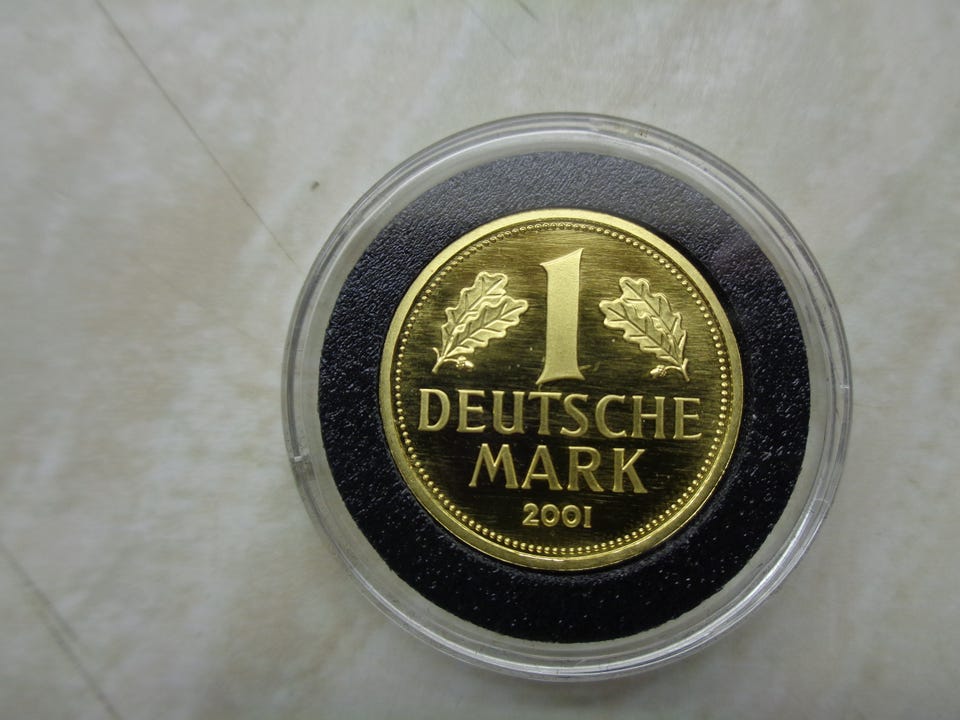 1
DEUTSCHE
MARK
2001